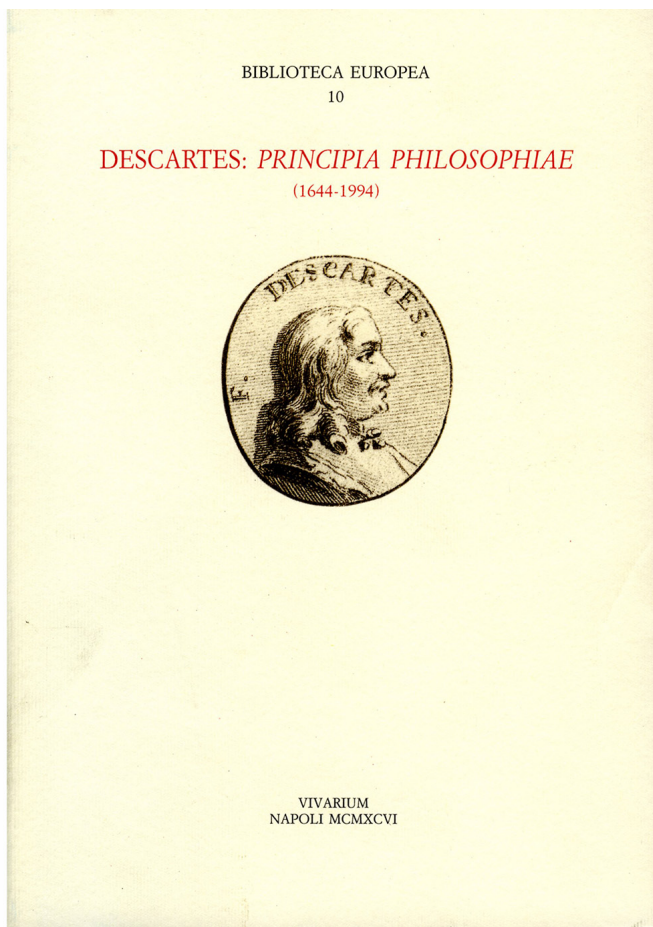 BIBLIOTECA EUROPEA
10
DESCARTES: PRINCIPIA PHILOSOPHIAE
(1644-1994)
F. DESCARTES.
VIVARIUM
NAPOLI MCMXCVI